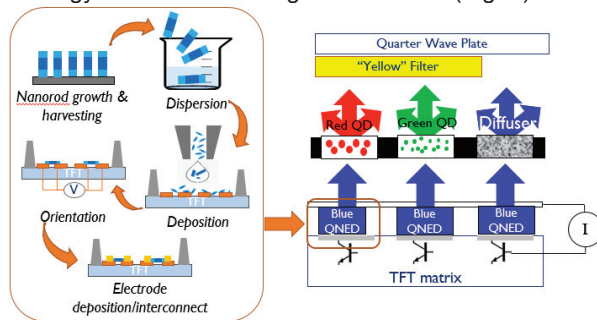 Nanorod growth &
harvesting
Dispersion
TFT
V
Orientation
TFT
Deposition
TFT
Electrode
deposition/interconnect
Quarter Wave Plate
"Yellow" Filter
Red QD
Green QD
Diffuser
Blue
QNED
Blue
QNED
Blue
QNED
I
TFT matrix